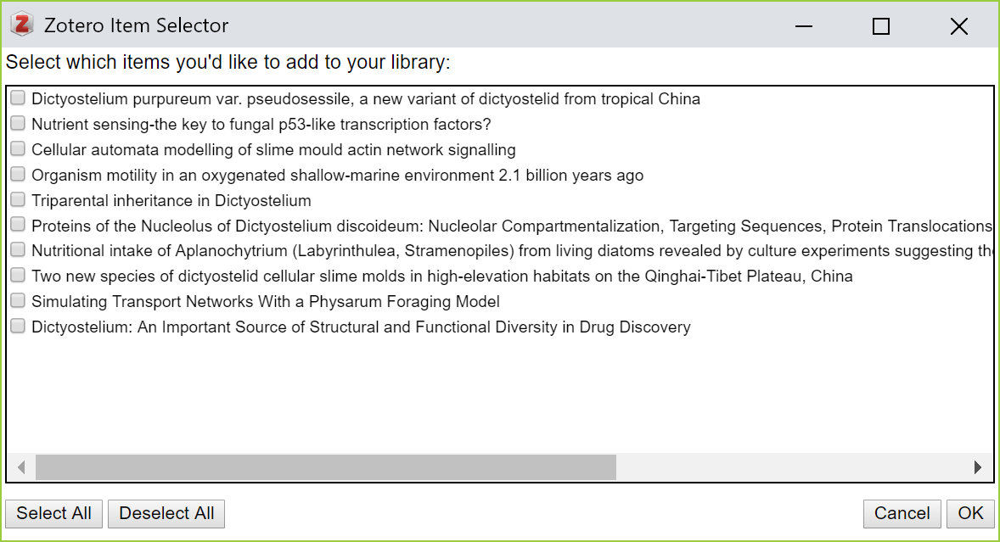 Zotero Item Selector
Select which items you'd like to add to your library:
Dictyostelium purpureum var. pseudosessile, a new variant of dictyostelid from tropical China
Nutrient sensing-the key to fungal p53-like transcription factors?
Cellular automata modelling of slime mould actin network signalling
Organism motility in an oxygenated shallow-marine environment 2.1 billion years ago
Triparental inheritance in Dictyostelium
Proteins of the Nucleolus of Dictyostelium discoideum: Nucleolar Compartmentalization, Targeting Sequences, Protein Translocations
Nutritional intake of Aplanochytrium (Labyrinthulea, Stramenopiles) from living diatoms revealed by culture experiments suggesting
Two new species of dictyostelid cellular slime molds in high-elevation habitats on the Qinghai-Tibet Plateau, China
Simulating Transport Networks With a Physarum Foraging Model
Dictyostelium: An Important Source of Structural and Functional Diversity in Drug Discovery
Select All Deselect All Cancel OK